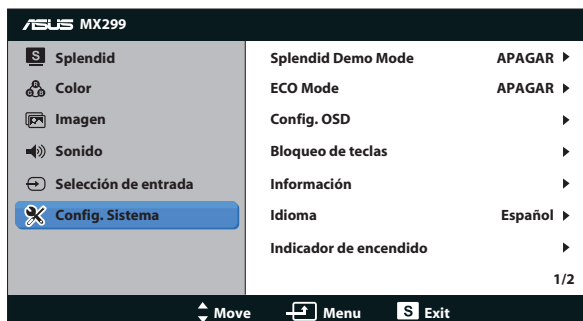 ASUS MX299
S Splendid
Color
Imagen
Sonido
Selección de entrada
Config. Sistema
Splendid Demo Mode APAGAR
ECO Mode APAGAR
Config. OSD
Bloqueo de teclas
Información
Idioma Español
Indicador de encendido
1/2
Move Menu S Exit